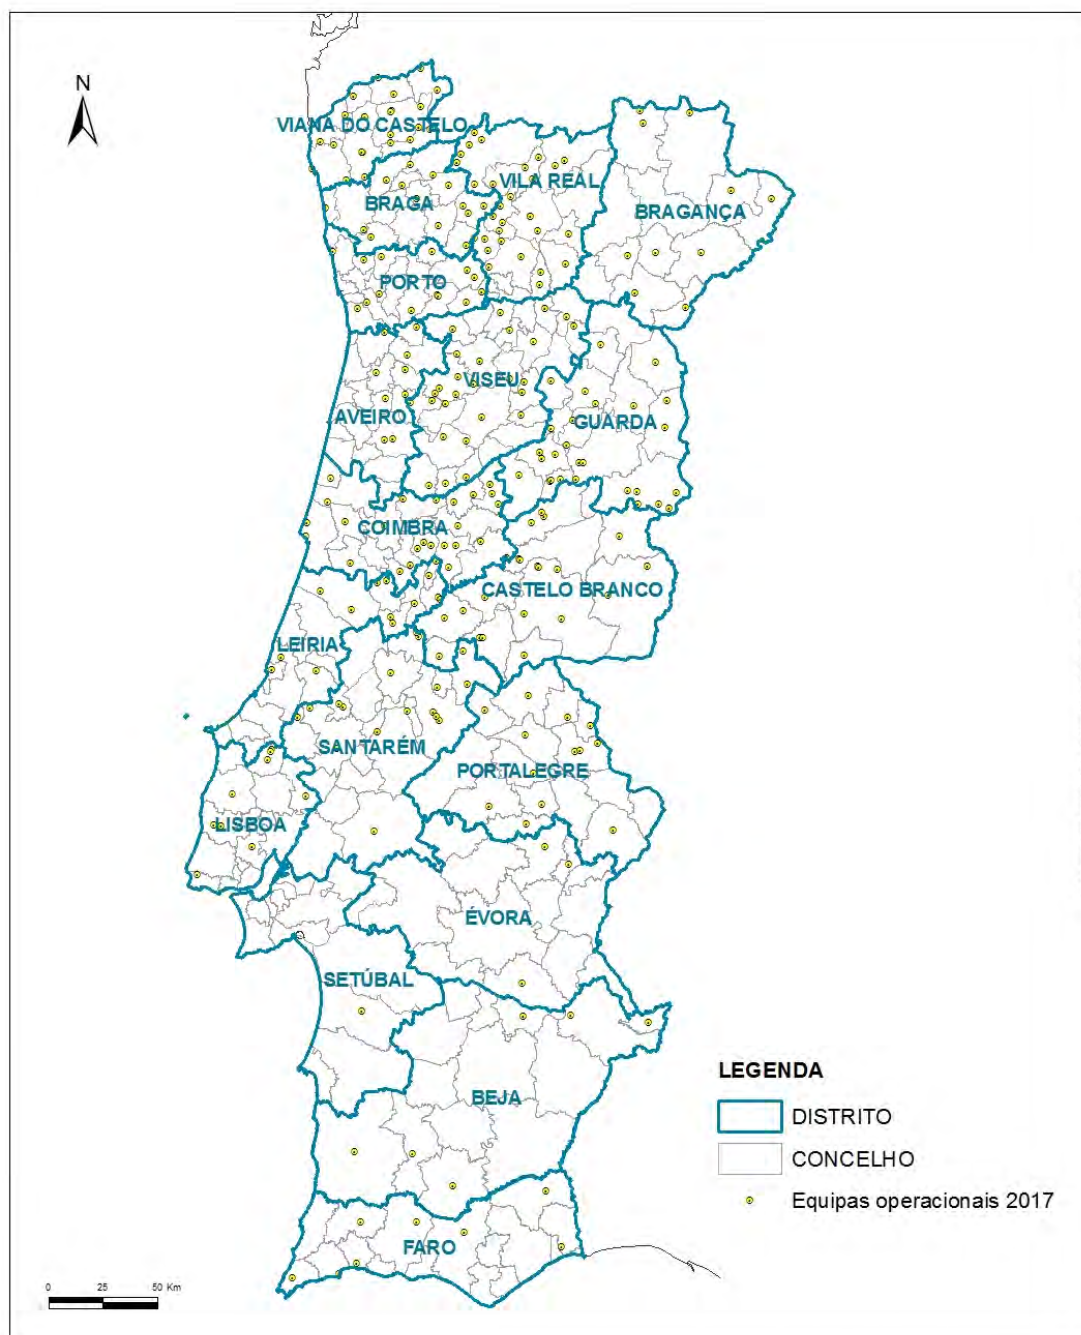 N
VIANA DO CASTELO
VILA REAL
BRAGA
BRAGANÇA
PORTO
VISEU
AVEIRO
GUARDA
COIMBRA
CASTELO BRANCO
LEIRIA
SANTARÉM
PORTALEGRE
LISBOA
ÉVORA
SETÚBAL
BEJA
FARO
LEGENDA
DISTRITO
CONCELHO
Equipas operacionais 2017
0 25 50 Km